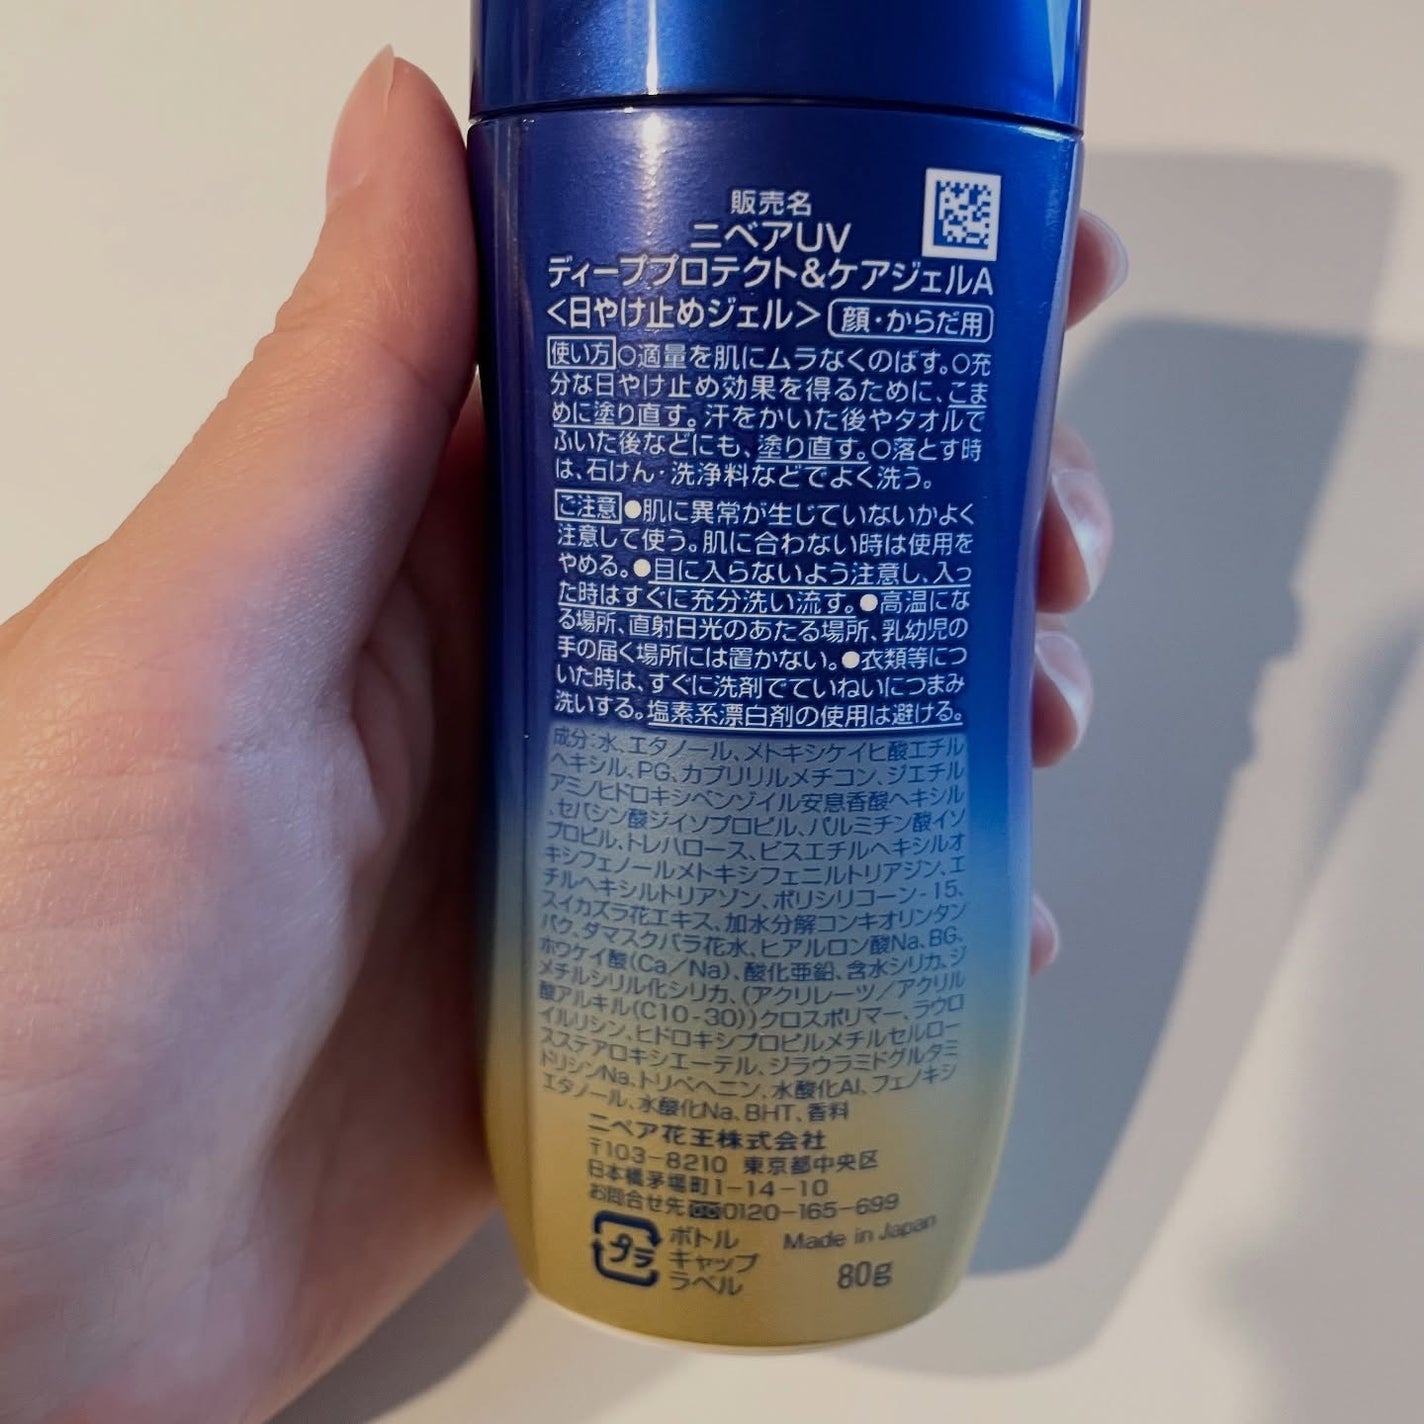 販売名
ニベアUV
ディーププロテクト&ケアジェルA
<日やけ止めジェル> 顔・からだ用
使い方 ○適量を肌にムラなくのばす。○充
分な日やけ止め効果を得るために、こま
めに塗り直す。汗をかいた後やタオルで
ふいた後などにも、塗り直す。○落とす時
は、石けん・洗浄料などでよく洗う。
ご注意 ●肌に異常が生じていないかよく
注意して使う。肌に合わない時は使用を
やめる。●目に入らないよう注意し、入っ
た時はすぐに充分洗い流す。●高温にな
る場所、直射日光のあたる場所、乳幼児の
手の届く場所には置かない。●衣類等につ
いた時は、すぐに洗剤でていねいにつまみ
洗いする。塩素系漂白剤の使用は避ける。
成分:水、エタノール、メトキシケイヒ酸エチル
ヘキシル、PG、カプリリルメチコン、ジエチル
アミノヒドロキシベンゾイル安息香酸ヘキシル
、セバシン酸ジイソプロピル、パルミチン酸イソ
プロピル、トレハロース、ビスエチルヘキシルオ
キシフェノールメトキシフェニルトリアジン、エ
チルヘキシルトリアゾン、ポリシリコーン-15、
スイカズラ花エキス、加水分解コンキオリンタン
パク、ダマスクバラ花水、ヒアルロン酸Na、BG、
ホウケイ酸(Ca/Na)、酸化亜鉛、含水シリカ、ジ
メチルシリル化シリカ、(アクリレーツ/アクリル
酸アルキル(C10-30))クロスポリマー、ラウロ
イルリシン、ヒドロキシプロピルメチルセルロー
スステアロキシエーテル、ジラウラミドグルタミ
ドリシンNa、トリベヘニン、水酸化Al、フェノキシ
エタノール、水酸化Na、BHT、香料
ニベア花王株式会社
〒103-8210 東京都中央区
日本橋茅場町1-14-10
お問合せ先 0120-165-699
プラ ボトル Made in Japan
キャップ
ラベル 80g